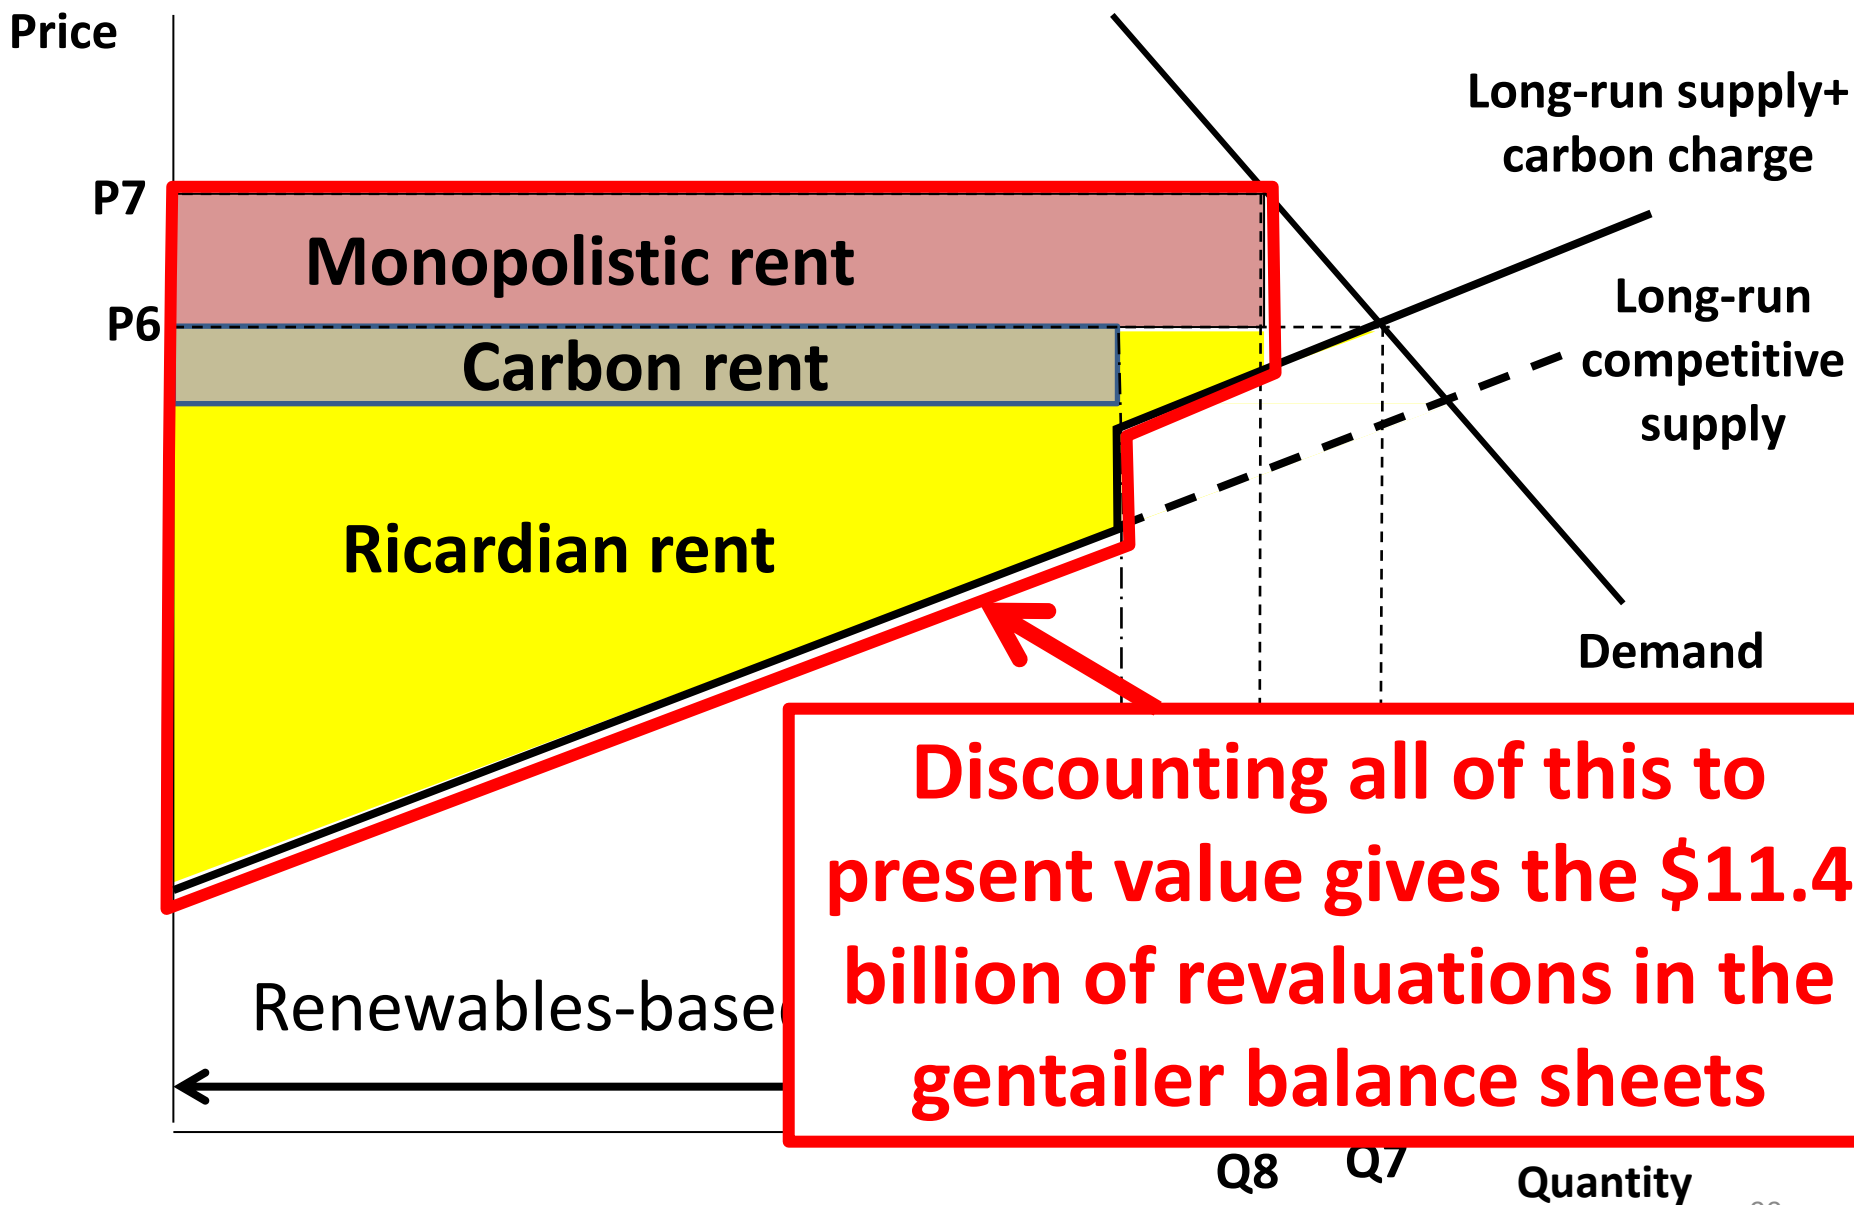 Price
Long-run supply+
carbon charge
P7
Monopolistic rent
Long-run
competitive
supply
P6
Carbon rent
Ricardian rent
Demand
Discounting all of this to
present value gives the $11.4
billion of revaluations in the
gentailer balance sheets
Renewables-based
Q8
Q7
Quantity